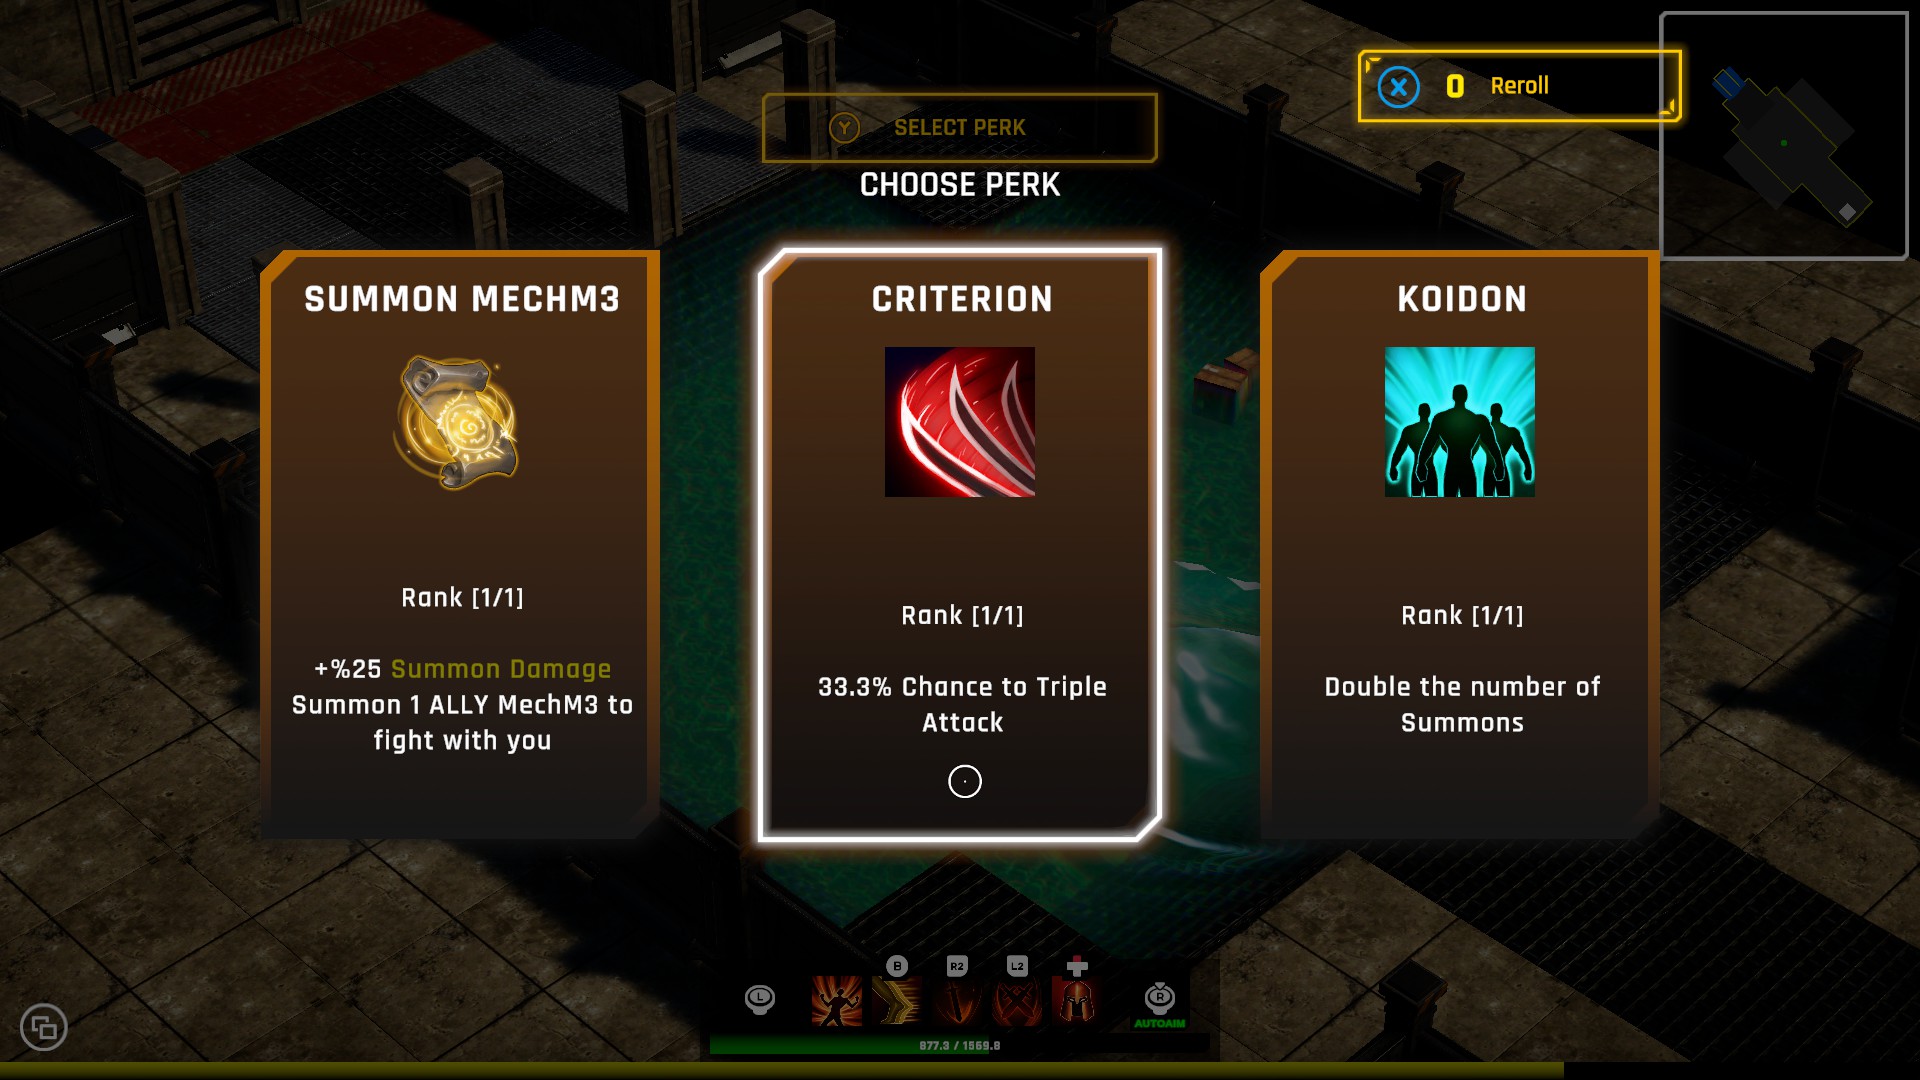 0 Reroll
X
Y SELECT PERK
CHOOSE PERK
SUMMON MECHM3
Rank [1/1]
+%25 Summon Damage
Summon 1 ALLY MechM3 to
fight with you
CRITERION
Rank [1/1]
33.3% Chance to Triple
Attack
KOIDON
Rank [1/1]
Double the number of
Summons
B R2 L2
L R
AUTOAIM
877.3 / 1569.8